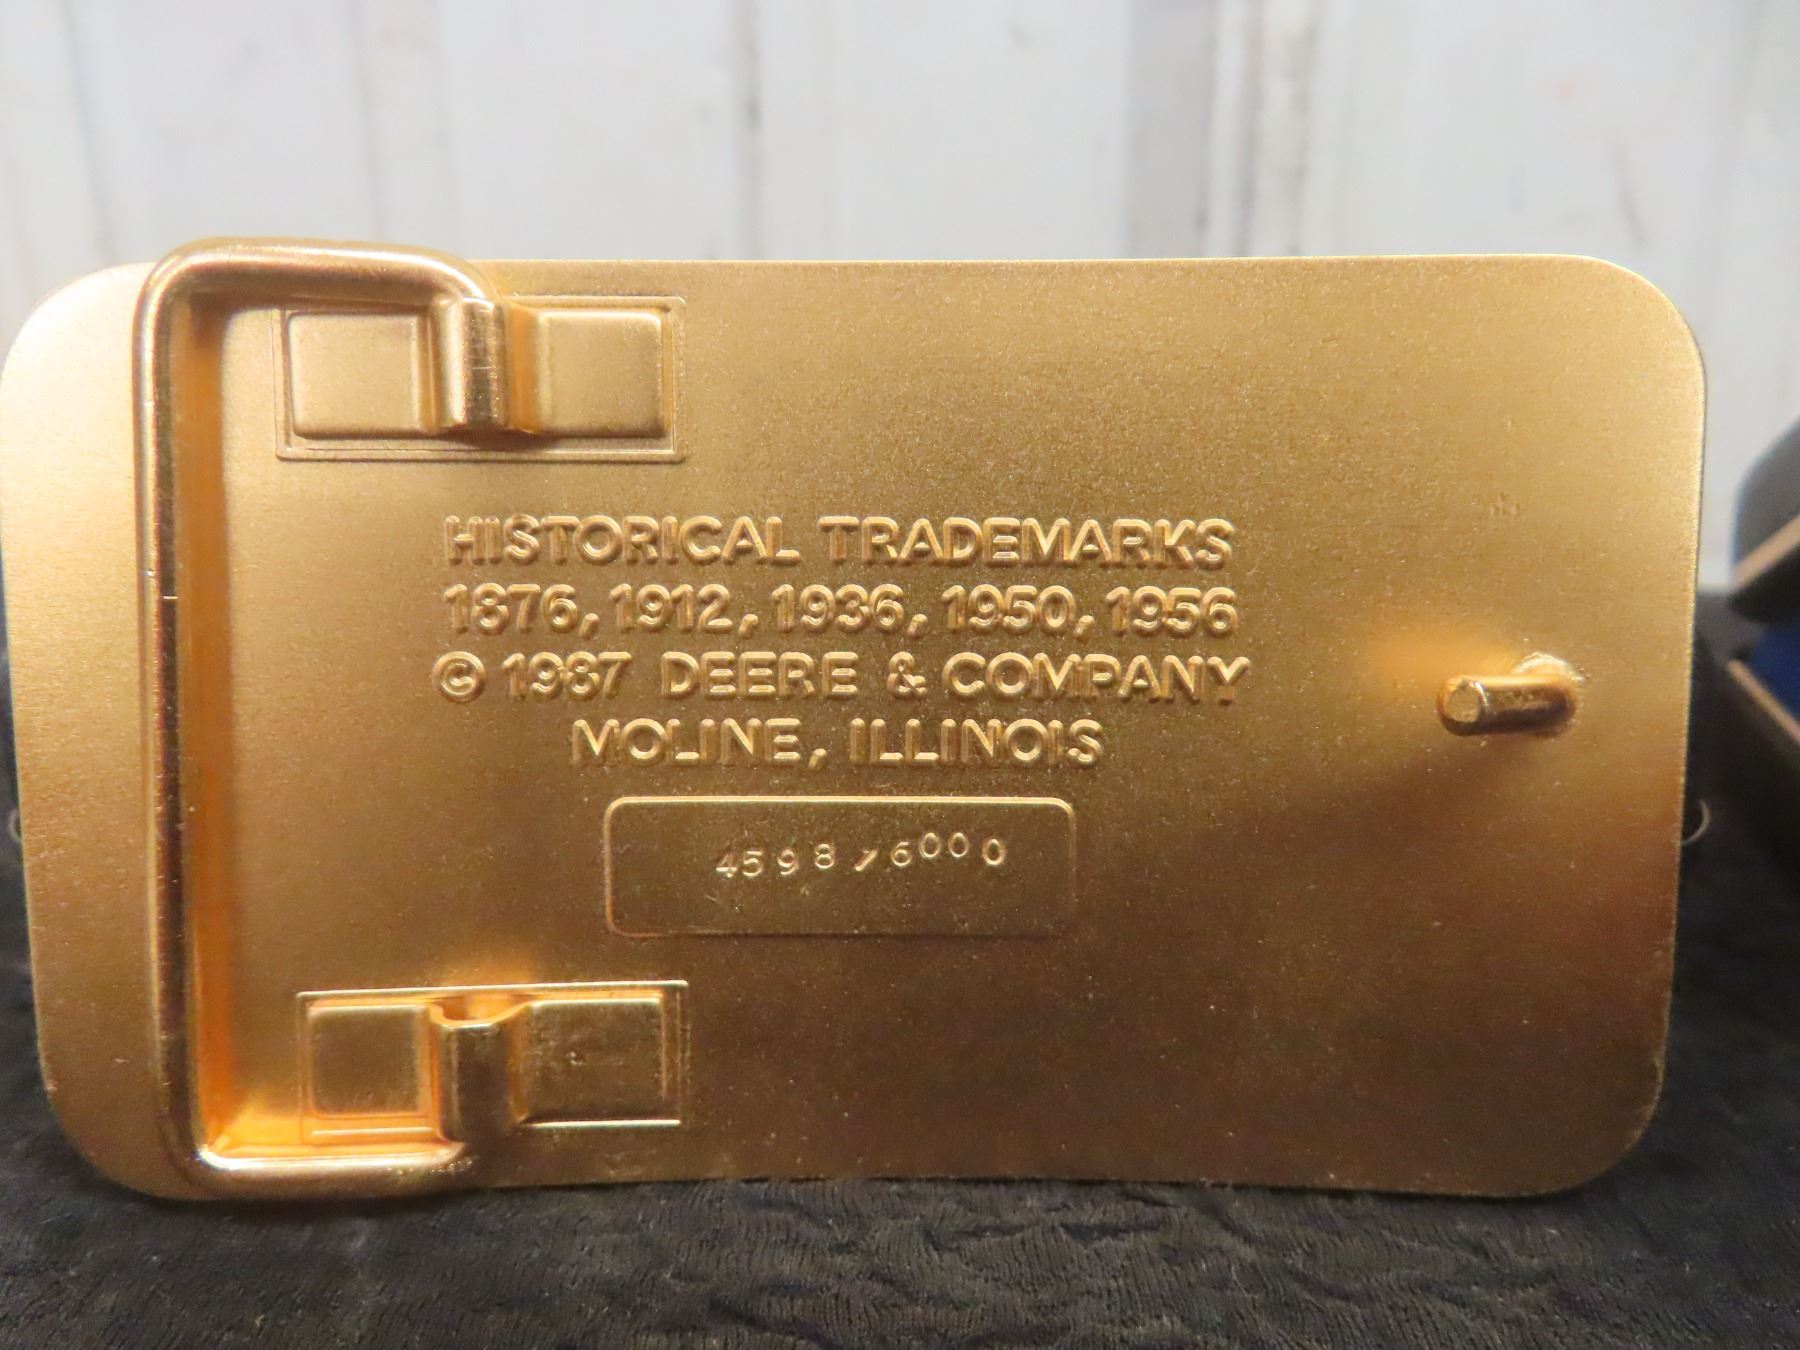 HISTORICAL TRADEMARKS
1876, 1912, 1936, 1950, 1956
© 1987 DEERE & COMPANY
MOLINE, ILLINOIS
4598/6000